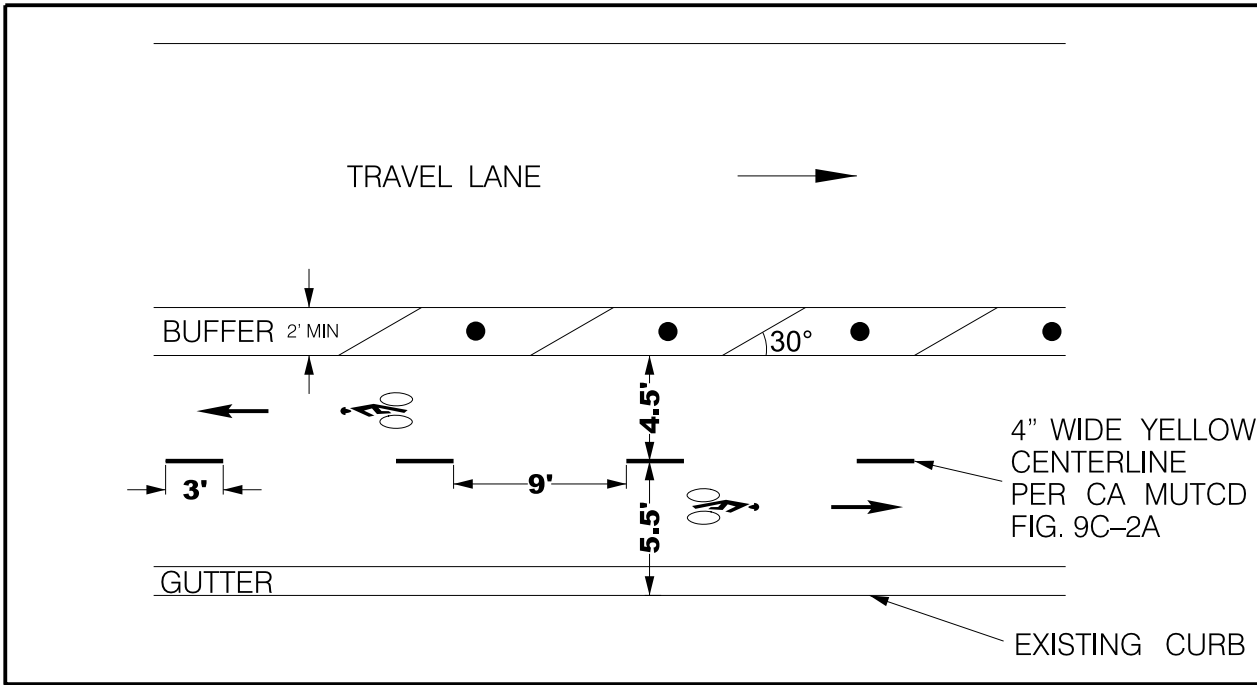 TRAVEL LANE
BUFFER 2' MIN
30°
4.5'
3'
9'
5.5'
4” WIDE YELLOW
CENTERLINE
PER CA MUTCD
FIG. 9C–2A
GUTTER
EXISTING CURB